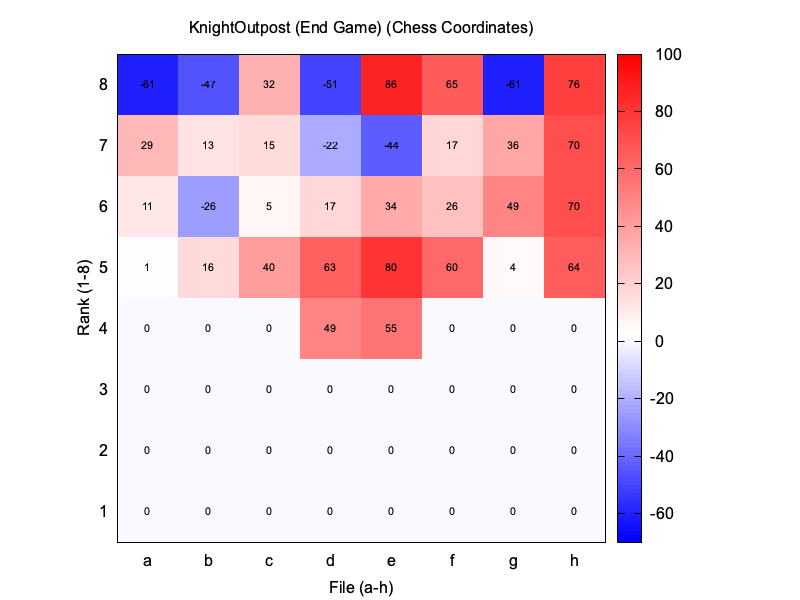 KnightOutpost (End Game) (Chess Coordinates)
8 -61 -47 32 -51 86 65 -61 76
7 29 13 15 -22 -44 17 36 70
6 11 -26 5 17 34 26 49 70
5 1 16 40 63 80 60 4 64
4 0 0 0 49 55 0 0 0
3 0 0 0 0 0 0 0 0
2 0 0 0 0 0 0 0 0
1 0 0 0 0 0 0 0 0
a b c d e f g h
File (a-h)
Rank (1-8)
100
80
60
40
20
0
-20
-40
-60